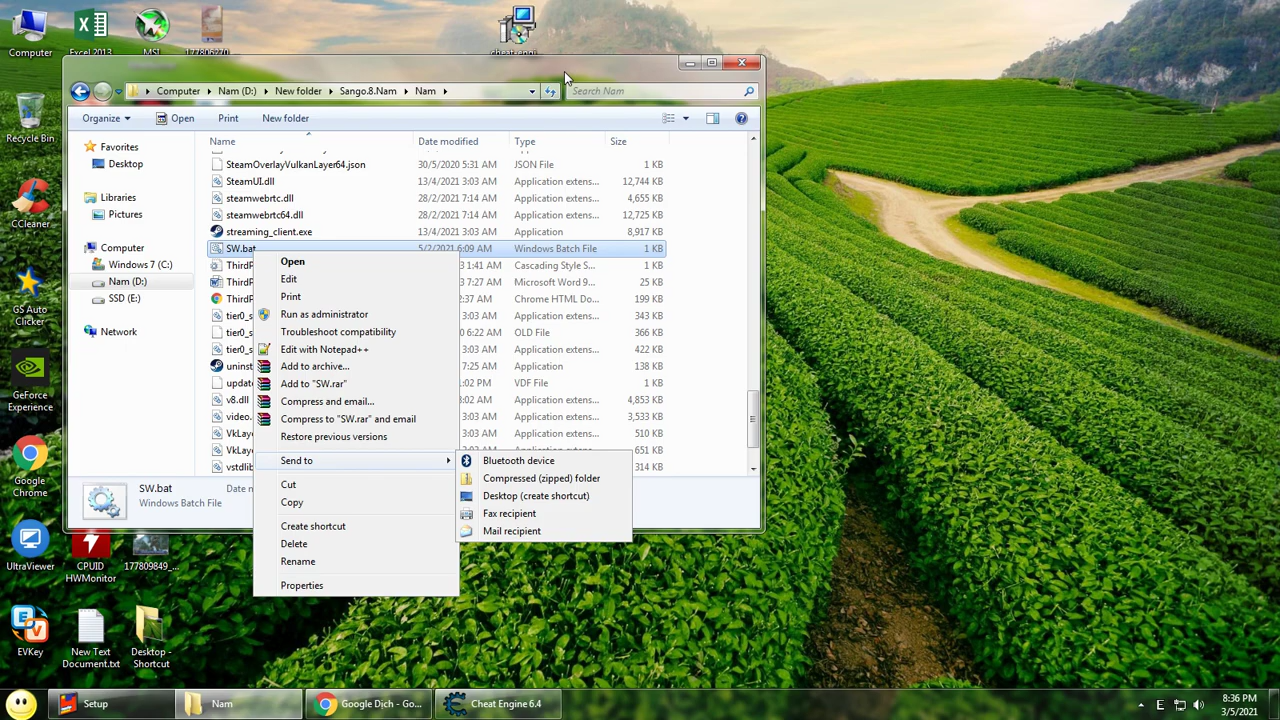 Computer
Excel 2013
MSI
177806270
cheat-engi...
Computer
Nam (D:)
New folder
Sango.8.Nam
Nam
Search Nam
Organize
Open
Print
New folder
Name
Date modified
Type
Size
Favorites
Desktop
Libraries
Pictures
Computer
Windows 7 (C:)
Nam (D:)
SSD (E:)
Network
SteamOverlayVulkanLayer64.json 30/5/2020 5:31 AM JSON File 1 KB
SteamUI.dll 13/4/2021 3:03 AM Application extens... 12,744 KB
steamwebrtc.dll 28/2/2021 7:14 AM Application extens... 4,655 KB
steamwebrtc64.dll 28/2/2021 7:14 AM Application extens... 12,725 KB
streaming_client.exe 13/4/2021 3:03 AM Application 8,917 KB
SW.bat 5/2/2021 6:09 AM Windows Batch File 1 KB
ThirdP 3 1:41 AM Cascading Style S... 1 KB
ThirdP 3 7:27 AM Microsoft Word 9... 25 KB
ThirdP 2:37 AM Chrome HTML Do... 199 KB
tier0_s 3:03 AM Application extens... 343 KB
tier0_s 0 6:22 AM OLD File 366 KB
tier0_s 3:03 AM Application extens... 422 KB
unins 7:25 AM Application 138 KB
updat 1:02 PM VDF File 1 KB
v8.dll 3:02 AM Application extens... 4,853 KB
video. 3:03 AM Application extens... 3,533 KB
VkLay 3:03 AM Application extens... 510 KB
VkLay 651 KB
vstdlib 314 KB
Open
Edit
Print
Run as administrator
Troubleshoot compatibility
Edit with Notepad++
Add to archive...
Add to "SW.rar"
Compress and email...
Compress to "SW.rar" and email
Restore previous versions
Send to
Cut
Copy
Create shortcut
Delete
Rename
Properties
Bluetooth device
Compressed (zipped) folder
Desktop (create shortcut)
Fax recipient
Mail recipient
SW.bat
Date n
Windows Batch File
Recycle Bin
CCleaner
GS Auto
Clicker
GeForce
Experience
Google
Chrome
UltraViewer
CPUID
HWMonitor
177809849_...
EVKey
New Text
Document.txt
Desktop -
Shortcut
Setup
Nam
Google Dịch - Go...
Cheat Engine 6.4
E
8:36 PM
3/5/2021